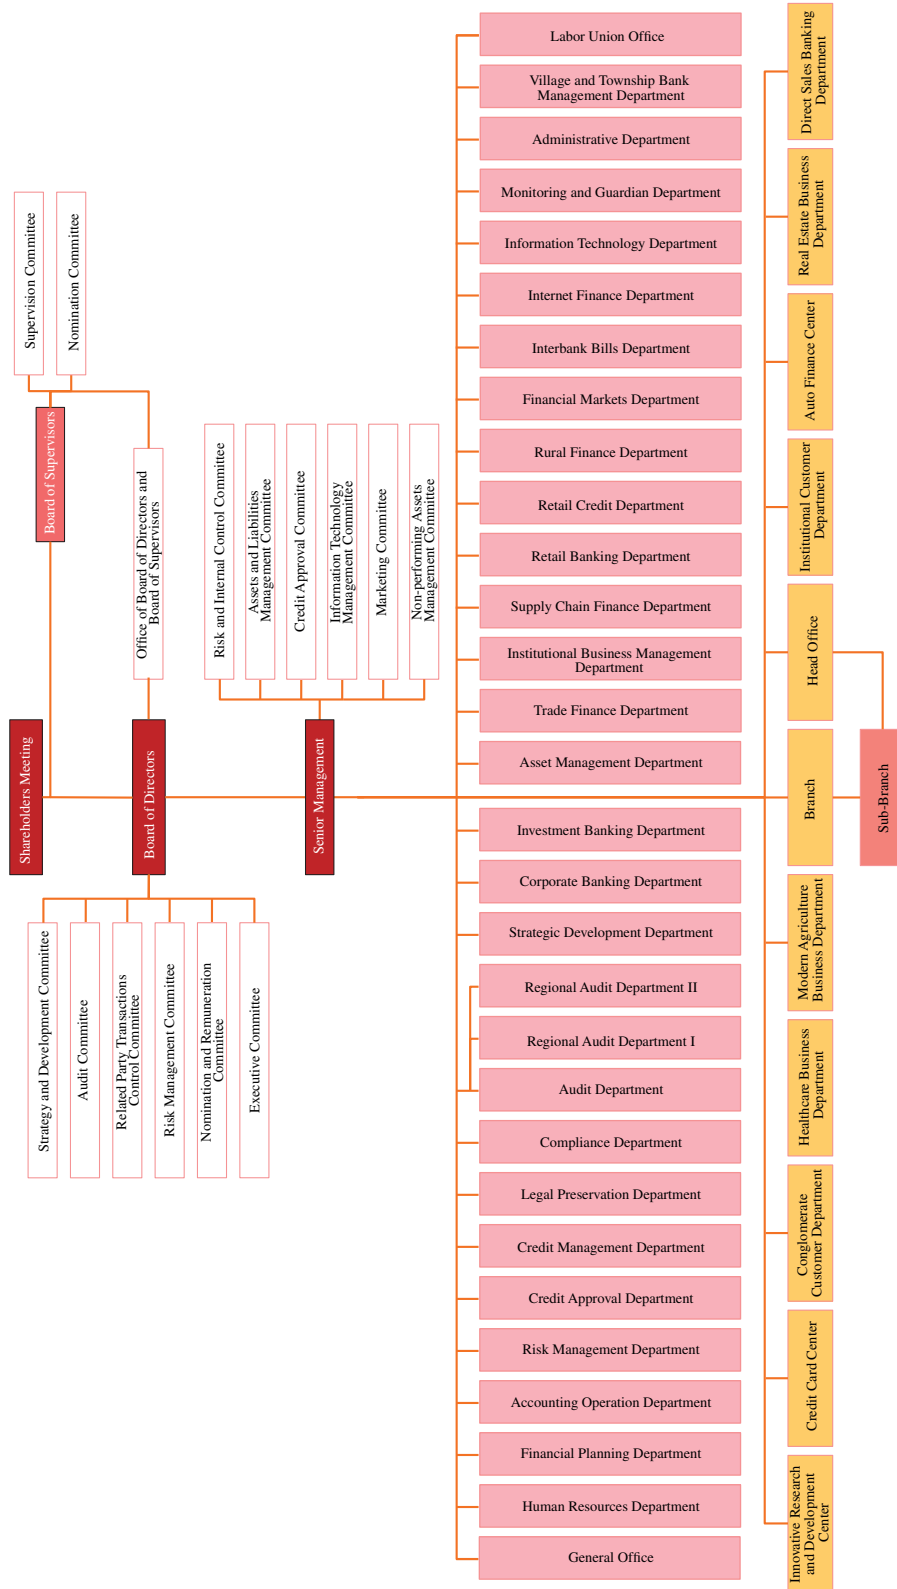 Shareholders Meeting
Board of Supervisors
Supervision Committee
Nomination Committee
Board of Directors
Office of Board of Directors and
Board of Supervisors
Strategy and Development Committee
Audit Committee
Related Party Transactions
Control Committee
Risk Management Committee
Nomination and Remuneration
Committee
Executive Committee
Senior Management
Risk and Internal Control Committee
Assets and Liabilities
Management Committee
Credit Approval Committee
Information Technology
Management Committee
Marketing Committee
Non-performing Assets
Management Committee
Labor Union Office
Village and Township Bank
Management Department
Administrative Department
Monitoring and Guardian Department
Information Technology Department
Internet Finance Department
Interbank Bills Department
Financial Markets Department
Rural Finance Department
Retail Credit Department
Retail Banking Department
Supply Chain Finance Department
Institutional Business Management
Department
Trade Finance Department
Asset Management Department
Investment Banking Department
Corporate Banking Department
Strategic Development Department
Regional Audit Department II
Regional Audit Department I
Audit Department
Compliance Department
Legal Preservation Department
Credit Management Department
Credit Approval Department
Risk Management Department
Accounting Operation Department
Financial Planning Department
Human Resources Department
General Office
Direct Sales Banking
Department
Real Estate Business
Department
Auto Finance Center
Institutional Customer
Department
Head Office
Branch
Modern Agriculture
Business Department
Healthcare Business
Department
Conglomerate
Customer Department
Credit Card Center
Innovative Research
and Development
Center
Sub-Branch